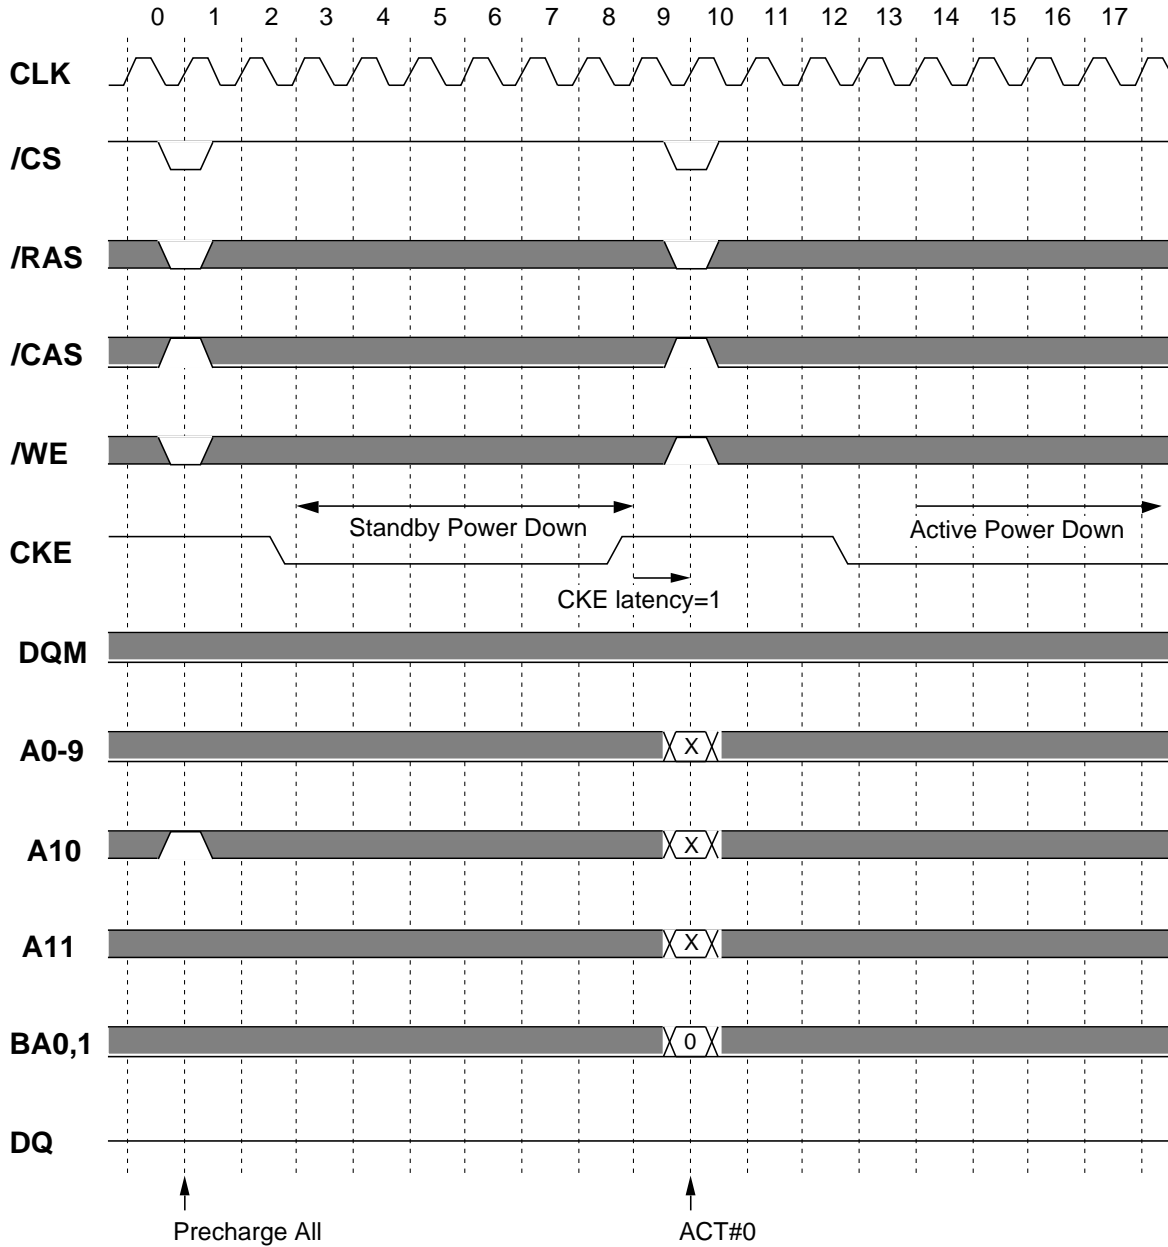 0 1 2 3 4 5 6 7 8 9 10 11 12 13 14 15 16 17
CLK
/CS
/RAS
/CAS
/WE
Standby Power Down
Active Power Down
CKE
CKE latency=1
DQM
A0-9
X
A10
X
A11
X
BA0,1
0
DQ
Precharge All
ACT#0